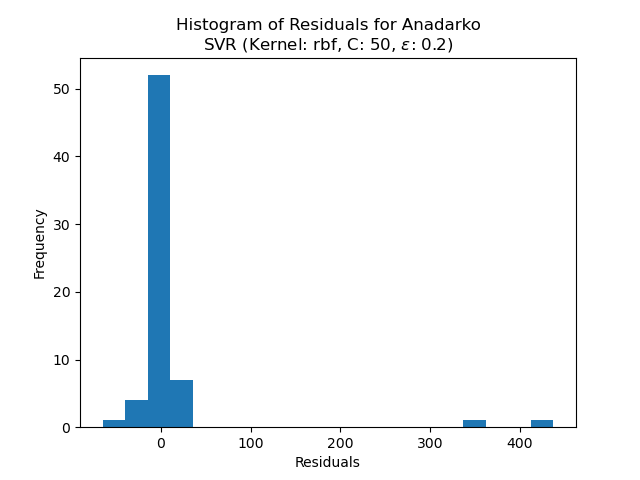 Histogram of Residuals for Anadarko
SVR (Kernel: rbf, C: 50, ε: 0.2)
50
40
30
20
10
0
Frequency
0 100 200 300 400
Residuals